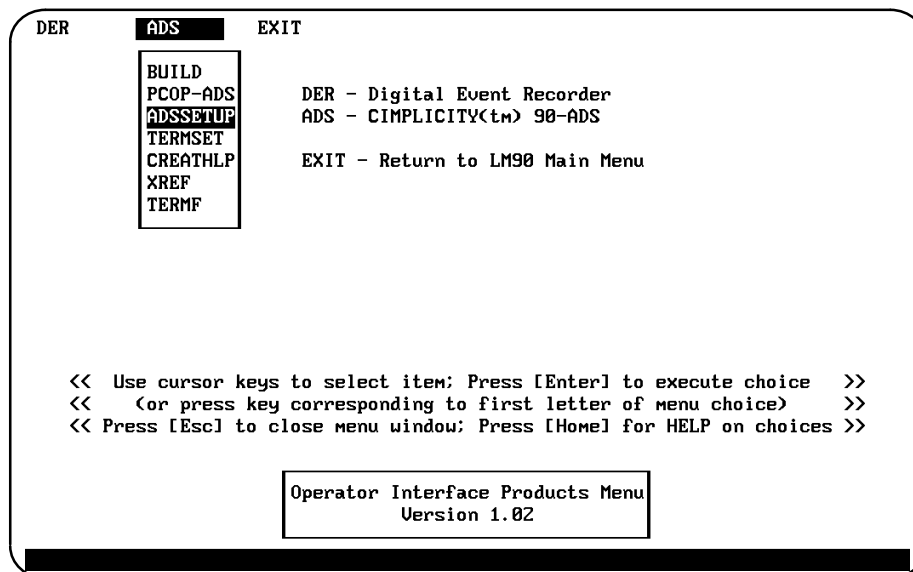 DER ADS EXIT
BUILD
PCOP-ADS DER - Digital Event Recorder
ADSSETUP ADS - CIMPLICITY(tm) 90-ADS
TERMSET
CREATHLP EXIT - Return to LM90 Main Menu
XREF
TERMF
<< Use cursor keys to select item; Press [Enter] to execute choice >>
<< (or press key corresponding to first letter of menu choice) >>
<< Press [Esc] to close menu window; Press [Home] for HELP on choices >>
Operator Interface Products Menu
Version 1.02